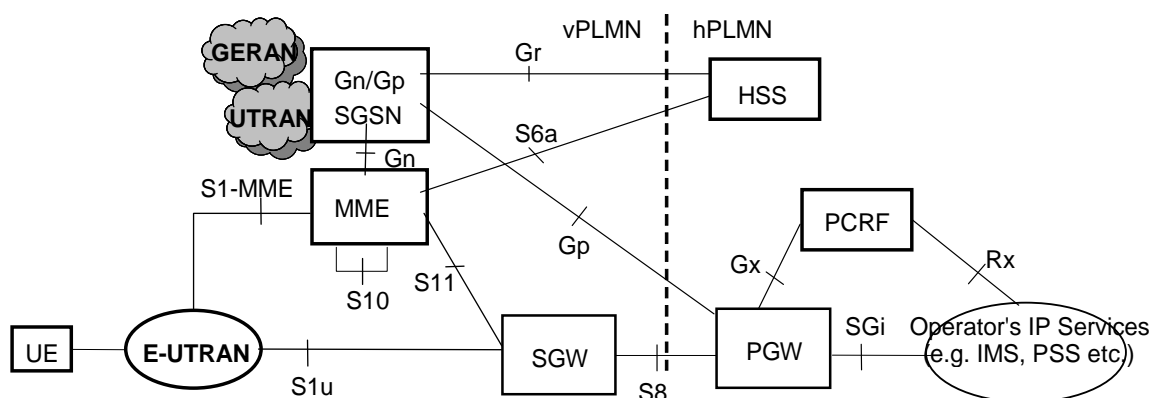 vPLMN
hPLMN
GERAN
Gr
Gn/Gp
SGSN
HSS
UTRAN
S6a
Gn
S1-MME
MME
PCRF
Gp
Gx
Rx
S11
S10
Operator's IP Services
(e.g. IMS, PSS etc.)
SGi
UE
E-UTRAN
SGW
PGW
S1u
S8